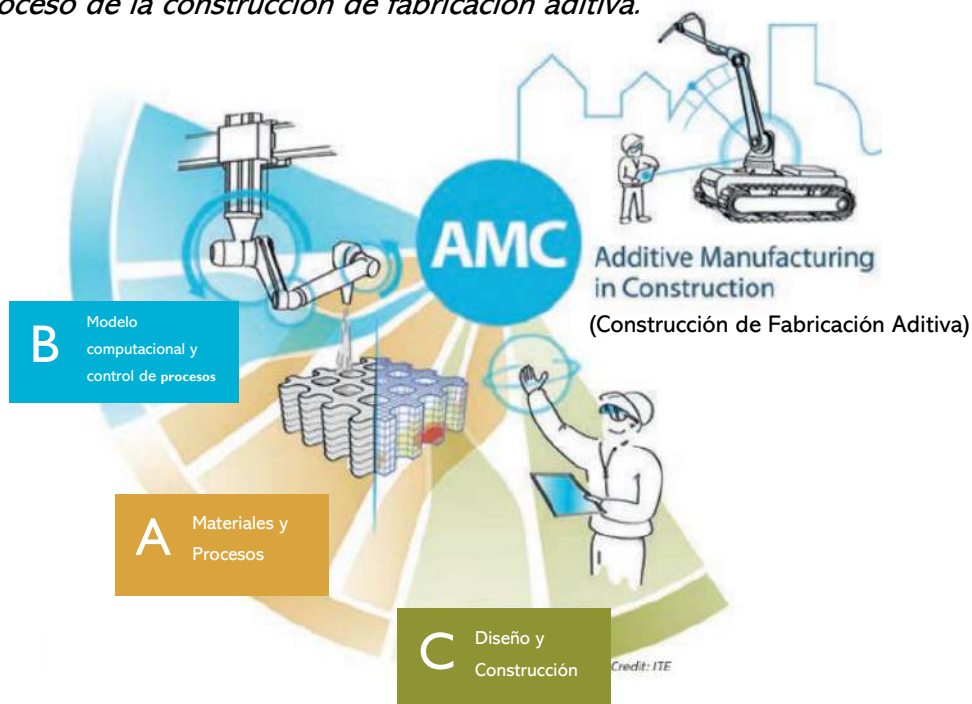 oceso de la construcción de fabricación aditiva.
AMC
Additive Manufacturing
in Construction
(Construcción de Fabricación Aditiva)
B
Modelo
computacional y
control de procesos
A
Materiales y
Procesos
C
Diseño y
Construcción
Credit: ITE